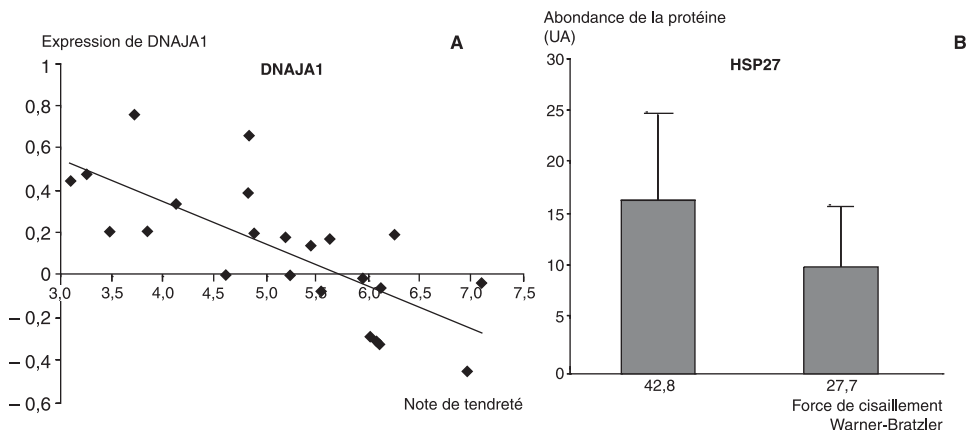 Expression de DNAJA1
A
DNAJA1
1
0,8
0,6
0,4
0,2
0
– 0,2
– 0,4
– 0,6
3,0 3,5 4,0 4,5 5,0 5,5 6,0 6,5 7,0 7,5
Note de tendreté
Abondance de la protéine
(UA)
B
HSP27
30
25
20
15
10
5
0
42,8 27,7
Force de cisaillement
Warner-Bratzler